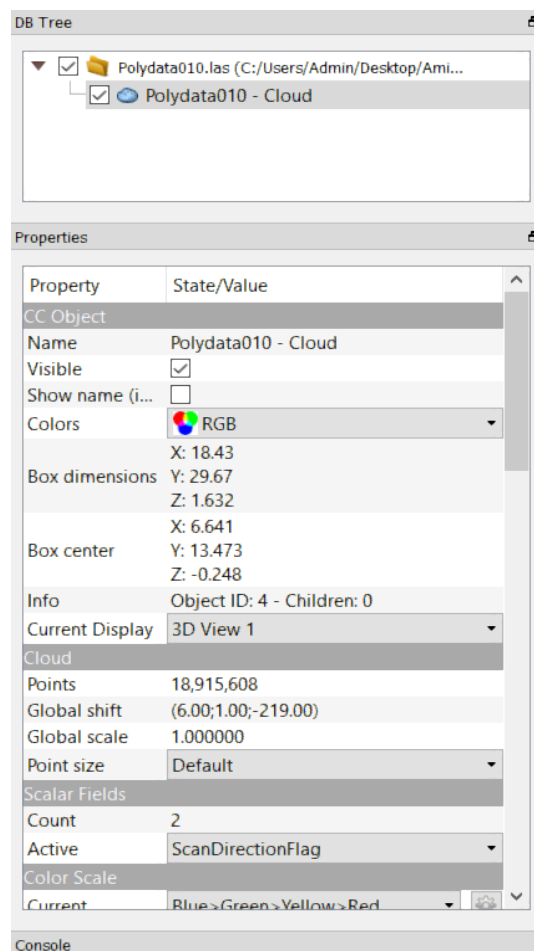 DB Tree
Polydata010.las (C:/Users/Admin/Desktop/Ami...
Polydata010 - Cloud
Properties
Property State/Value
CC Object
Name Polydata010 - Cloud
Visible
Show name (i...
Colors RGB
X: 18.43
Box dimensions Y: 29.67
Z: 1.632
X: 6.641
Box center Y: 13.473
Z: -0.248
Info Object ID: 4 - Children: 0
Current Display 3D View 1
Cloud
Points 18,915,608
Global shift (6.00;1.00;-219.00)
Global scale 1.000000
Point size Default
Scalar Fields
Count 2
Active ScanDirectionFlag
Color Scale
Current Blue>Green>Yellow>Red
Console